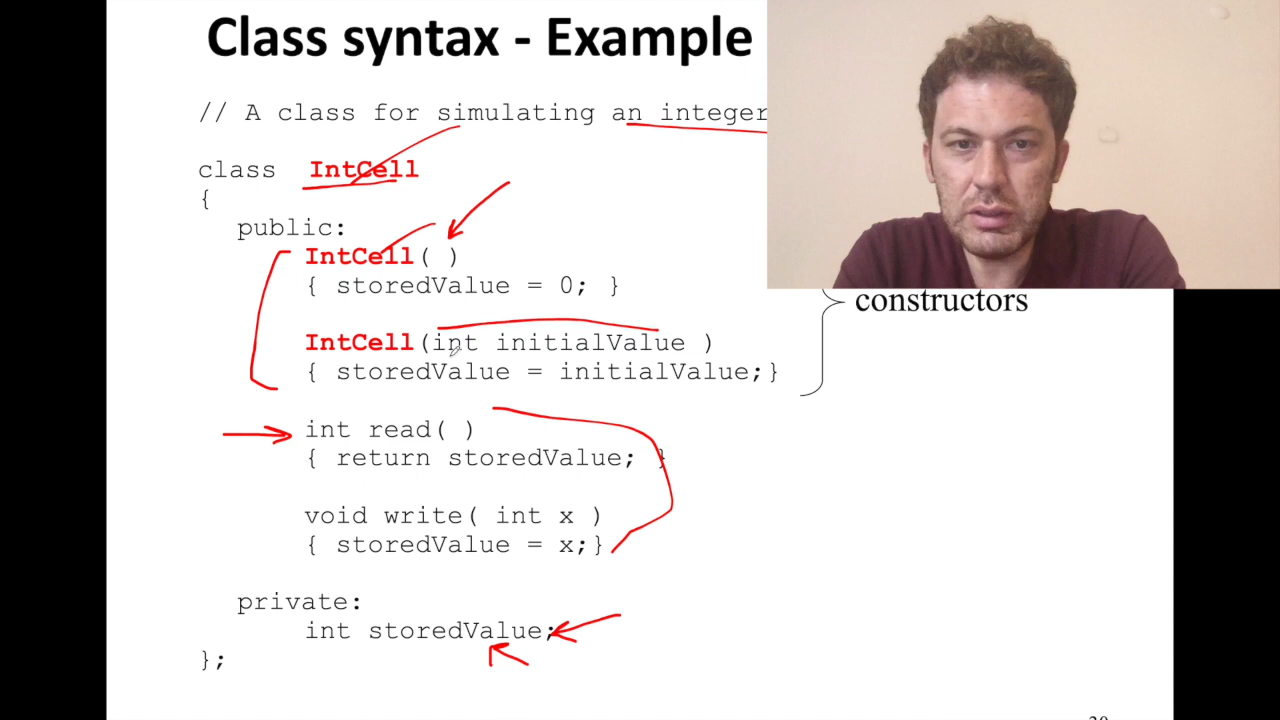 Class syntax - Example
// A class for simulating an integer
class IntCell
{
public:
IntCell( )
{ storedValue = 0; }
constructors
IntCell(int initialValue )
{ storedValue = initialValue;}
int read( )
{ return storedValue; }
void write( int x )
{ storedValue = x;}
private:
int storedValue;
};